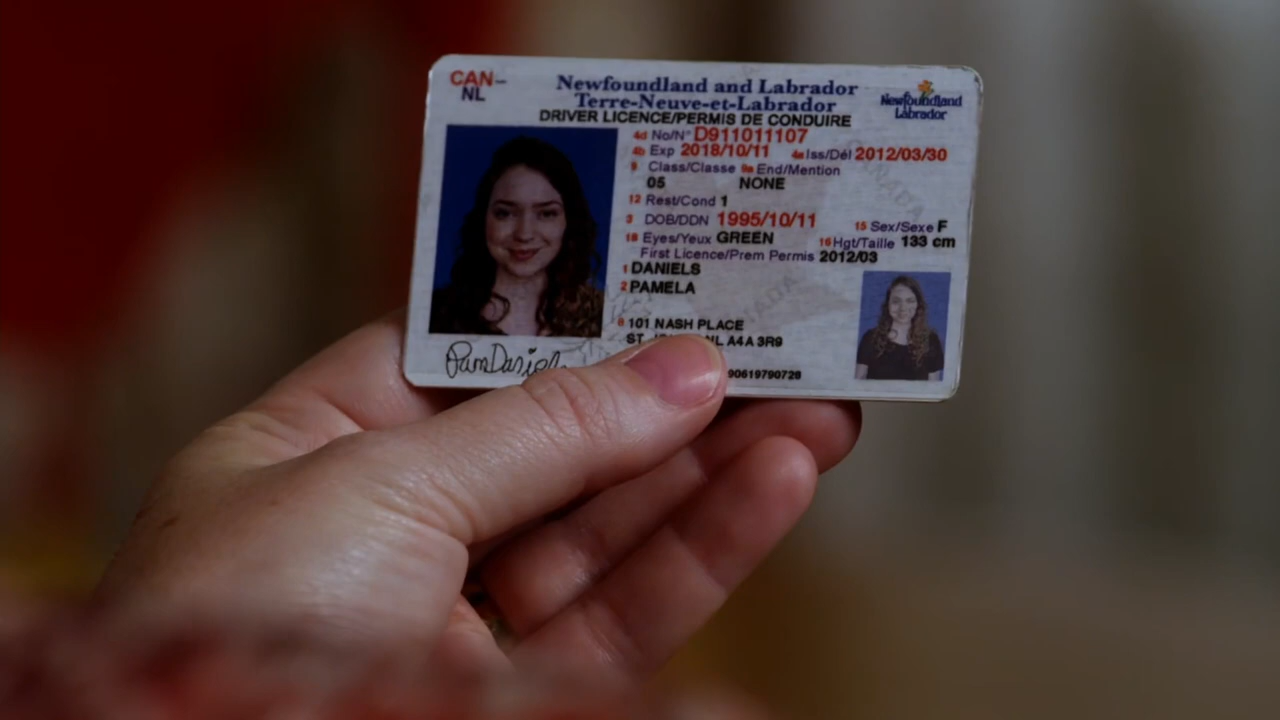 CAN-
NL
Newfoundland and Labrador
Terre-Neuve-et-Labrador
DRIVER LICENCE/PERMIS DE CONDUIRE
Newfoundland
Labrador
4d No/N° D911011107
4b Exp 2018/10/11 4a Iss/Dél 2012/03/30
9 Class/Classe 9a End/Mention
05 NONE
12 Rest/Cond 1
3 DOB/DDN 1995/10/11 15 Sex/Sexe F
18 Eyes/Yeux GREEN 16 Hgt/Taille 133 cm
First Licence/Prem Permis 2012/03
1 DANIELS
2 PAMELA
8 101 NASH PLACE
ST. NL A4A 3R9
90619790728
Pam Daniels
CANADA